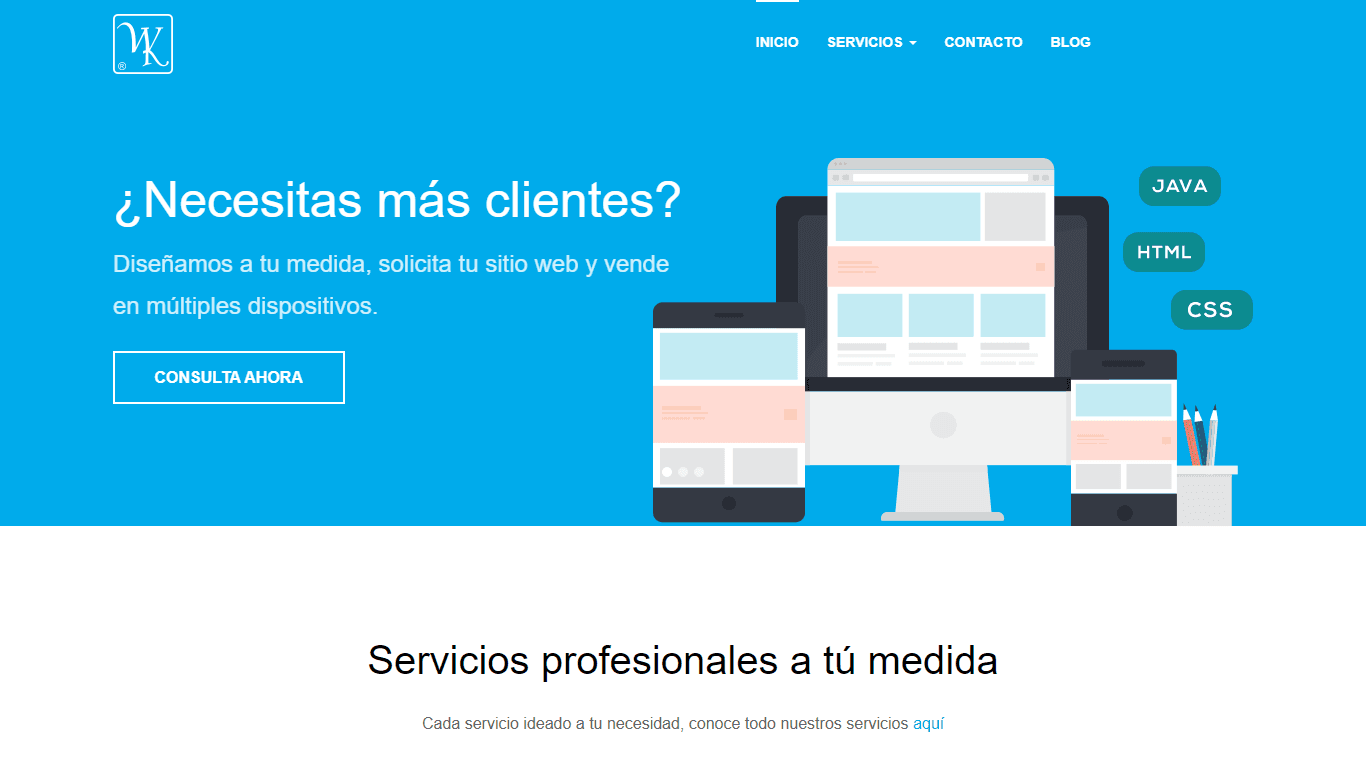 WK
®
INICIO SERVICIOS CONTACTO BLOG
¿Necesitas más clientes?
Diseñamos a tu medida, solicita tu sitio web y vende
en múltiples dispositivos.
CONSULTA AHORA
JAVA
HTML
CSS
Servicios profesionales a tú medida
Cada servicio ideado a tu necesidad, conoce todo nuestros servicios aquí